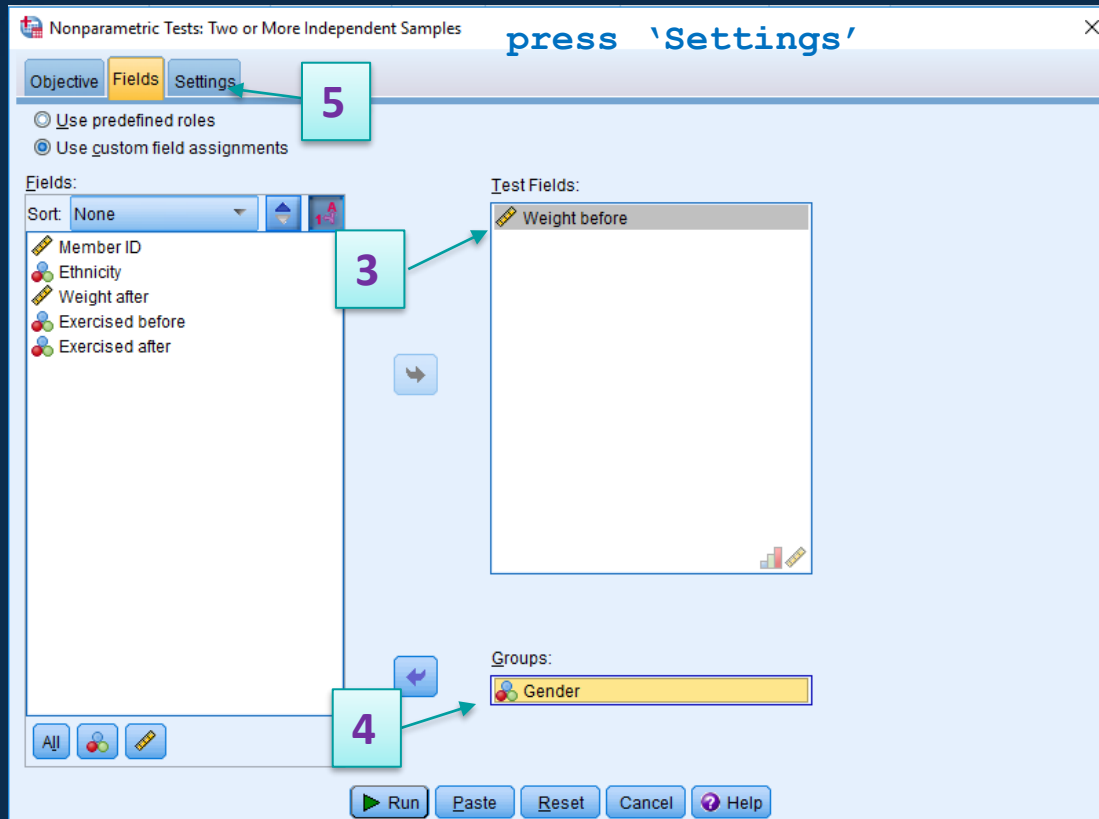 Nonparametric Tests: Two or More Independent Samples
press ‘Settings’
Objective Fields Settings
5
Use predefined roles
Use custom field assignments
Fields:
Sort: None
Member ID
Ethnicity
Weight after
Exercised before
Exercised after
3
Test Fields:
Weight before
Groups:
Gender
4
All
Run Paste Reset Cancel Help